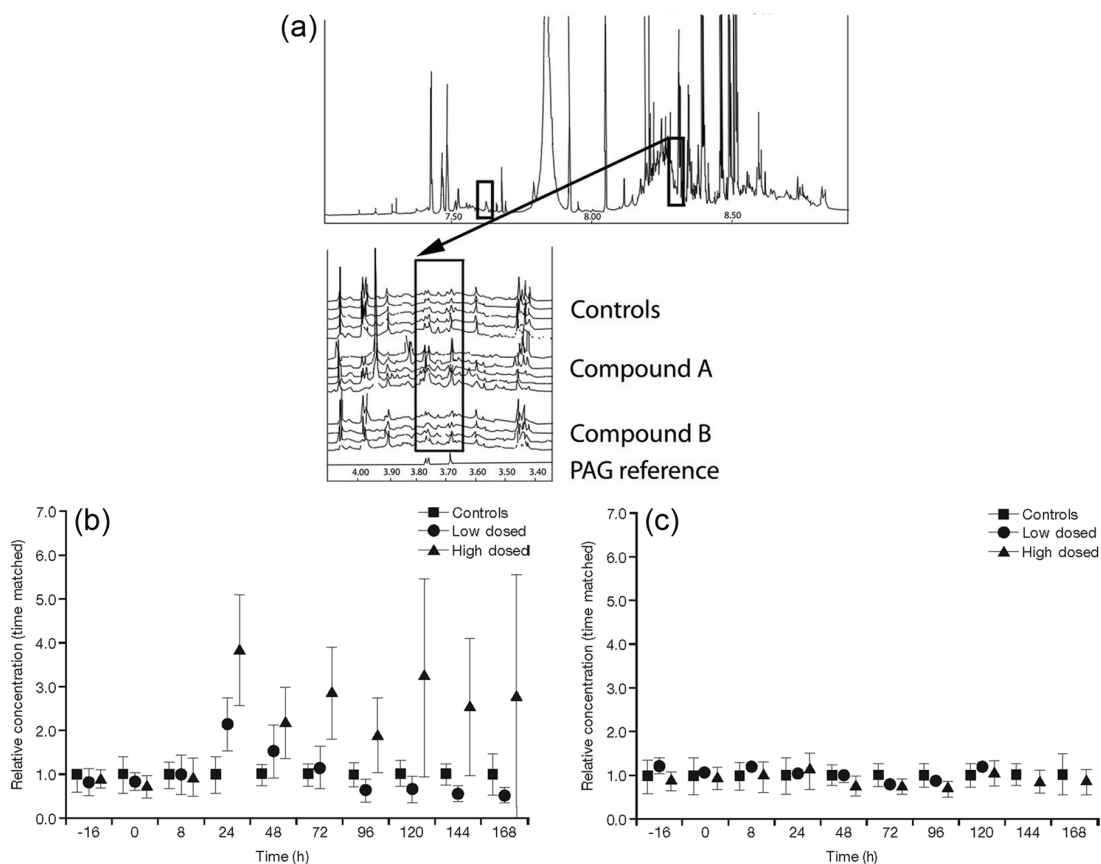 (a)
7.50 8.00 8.50
Controls
Compound A
Compound B
PAG reference
4.00 3.90 3.80 3.70 3.60 3.50 3.40
(b)
Controls
Low dosed
High dosed
Relative concentration (time matched)
7.0
6.0
5.0
4.0
3.0
2.0
1.0
0.0
-16 0 8 24 48 72 96 120 144 168
Time (h)
(c)
Controls
Low dosed
High dosed
Relative concentration (time matched)
7.0
6.0
5.0
4.0
3.0
2.0
1.0
0.0
-16 0 8 24 48 72 96 120 144 168
Time (h)